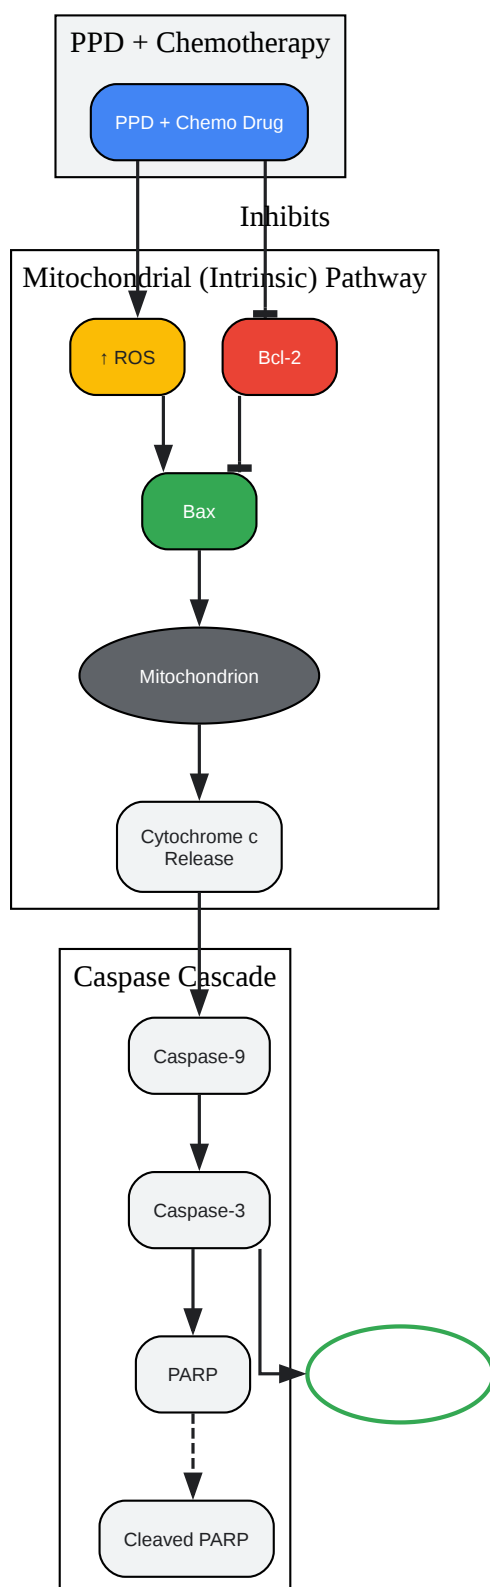 PPD + Chemotherapy
PPD + Chemo Drug
Inhibits
Mitochondrial (Intrinsic) Pathway
↑ ROS
Bcl-2
Bax
Mitochondrion
Cytochrome c
Release
Caspase Cascade
Caspase-9
Caspase-3
PARP
Cleaved PARP